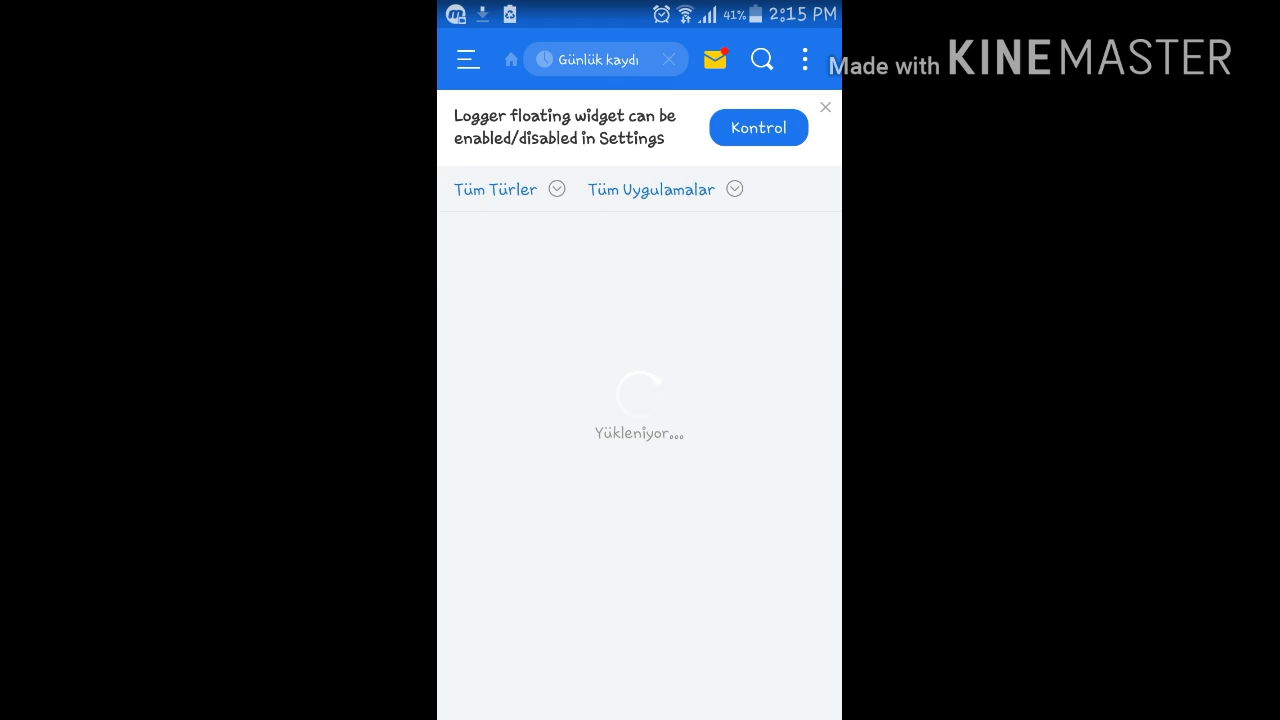 41% 2:15 PM
Günlük kaydı
Made with KINEMASTER
Logger floating widget can be
enabled/disabled in Settings
Kontrol
Tüm Türler
Tüm Uygulamalar
Yükleniyor...